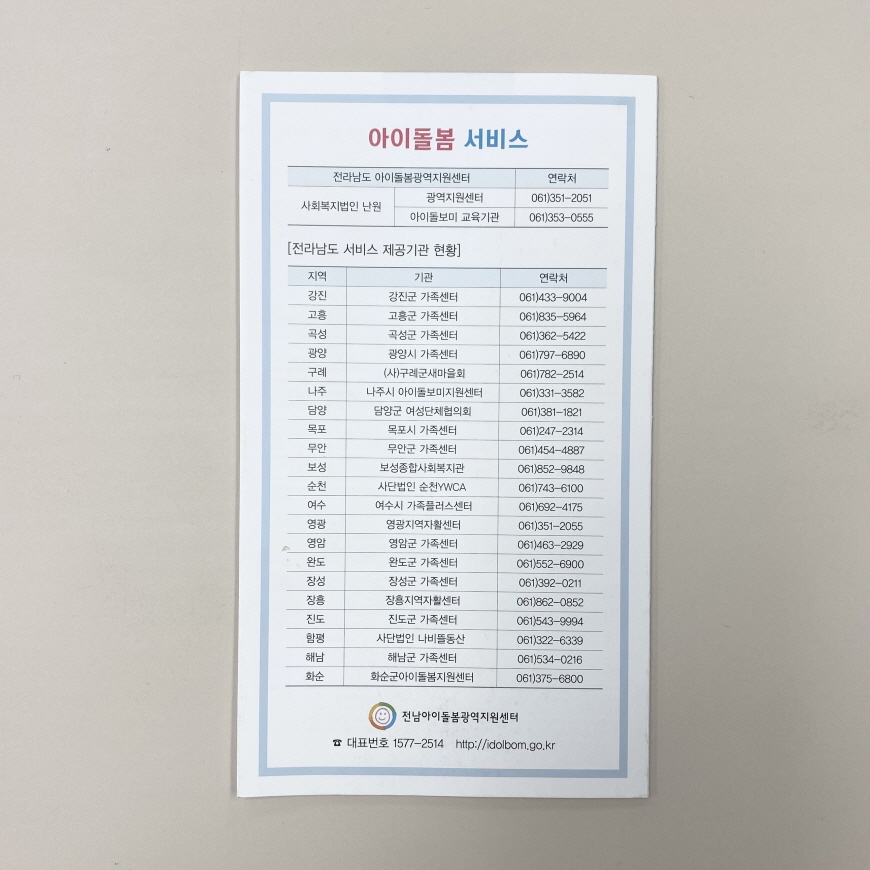 아이돌봄 서비스
전라남도 아이돌봄광역지원센터 연락처
사회복지법인 난원 광역지원센터 061)351-2051
아이돌보미 교육기관 061)353-0555
[전라남도 서비스 제공기관 현황]
지역 기관 연락처
강진 강진군 가족센터 061)433-9004
고흥 고흥군 가족센터 061)835-5964
곡성 곡성군 가족센터 061)362-5422
광양 광양시 가족센터 061)797-6890
구례 (사)구례군새마을회 061)782-2514
나주 나주시 아이돌보미지원센터 061)331-3582
담양 담양군 여성단체협의회 061)381-1821
목포 목포시 가족센터 061)247-2314
무안 무안군 가족센터 061)454-4887
보성 보성종합사회복지관 061)852-9848
순천 사단법인 순천YWCA 061)743-6100
여수 여수시 가족플러스센터 061)692-4175
영광 영광지역자활센터 061)351-2055
영암 영암군 가족센터 061)463-2929
완도 완도군 가족센터 061)552-6900
장성 장성군 가족센터 061)392-0211
장흥 장흥지역자활센터 061)862-0852
진도 진도군 가족센터 061)543-9994
함평 사단법인 나비뜰동산 061)322-6339
해남 해남군 가족센터 061)534-0216
화순 화순군아이돌봄지원센터 061)375-6800
전남아이돌봄광역지원센터
☎ 대표번호 1577-2514 http://idolbom.go.kr